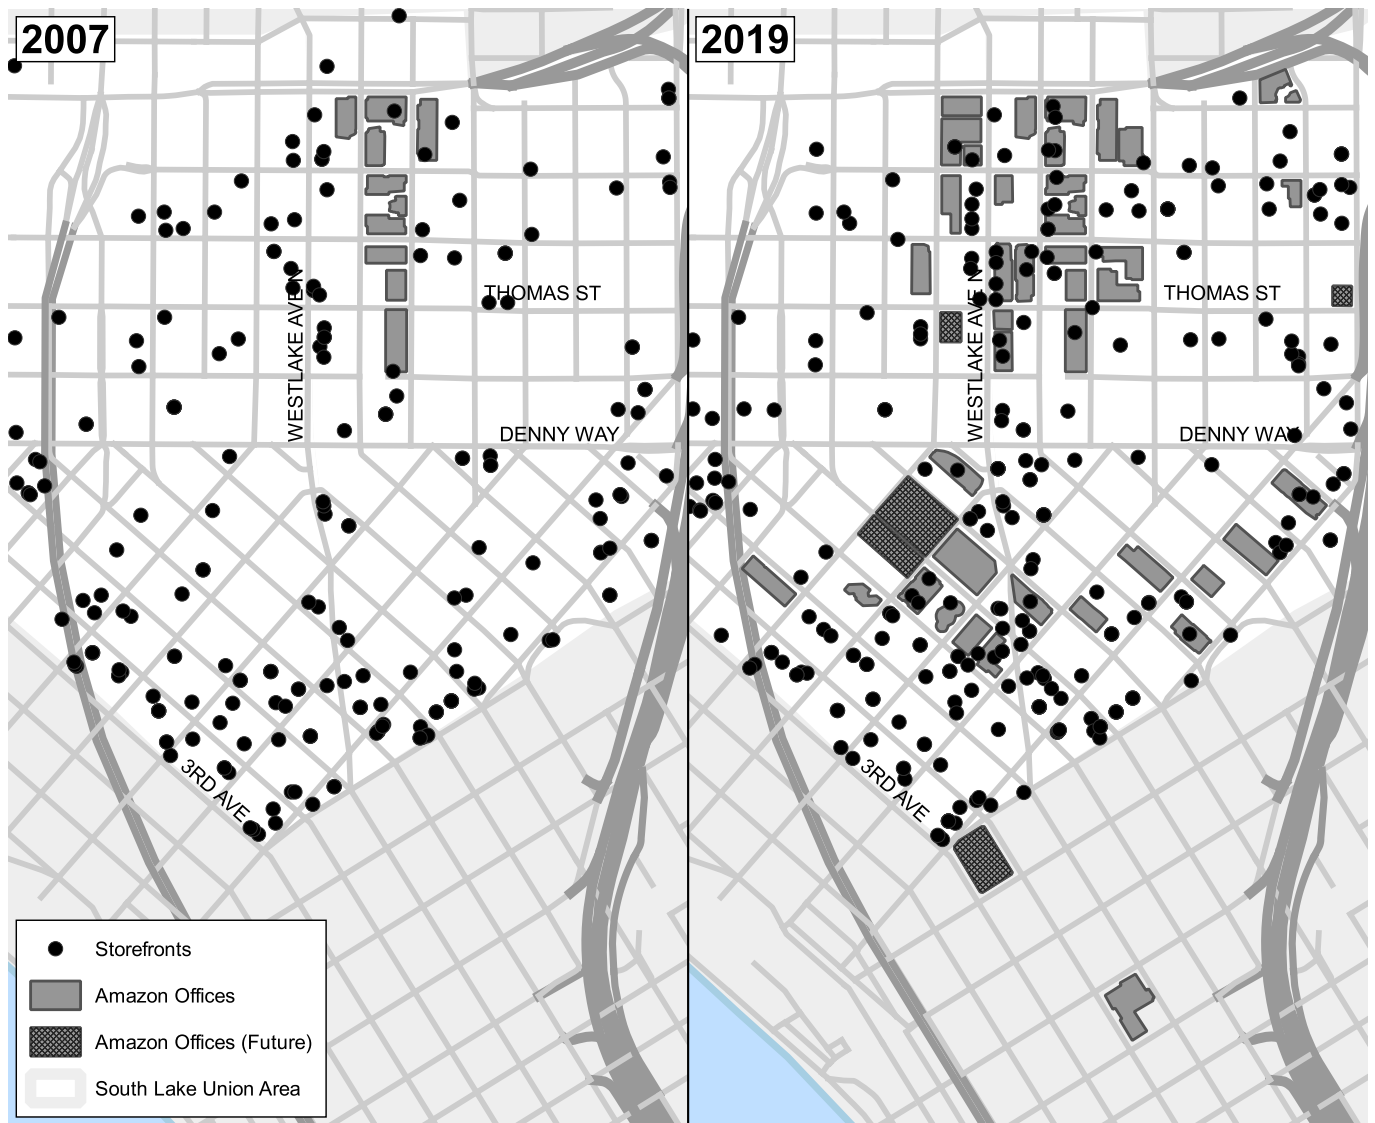 2007
2019
WESTLAKE AVE N
THOMAS ST
WESTLAKE AVE N
THOMAS ST
DENNY WAY
DENNY WAY
3RD AVE
3RD AVE
Storefronts
Amazon Offices
Amazon Offices (Future)
South Lake Union Area